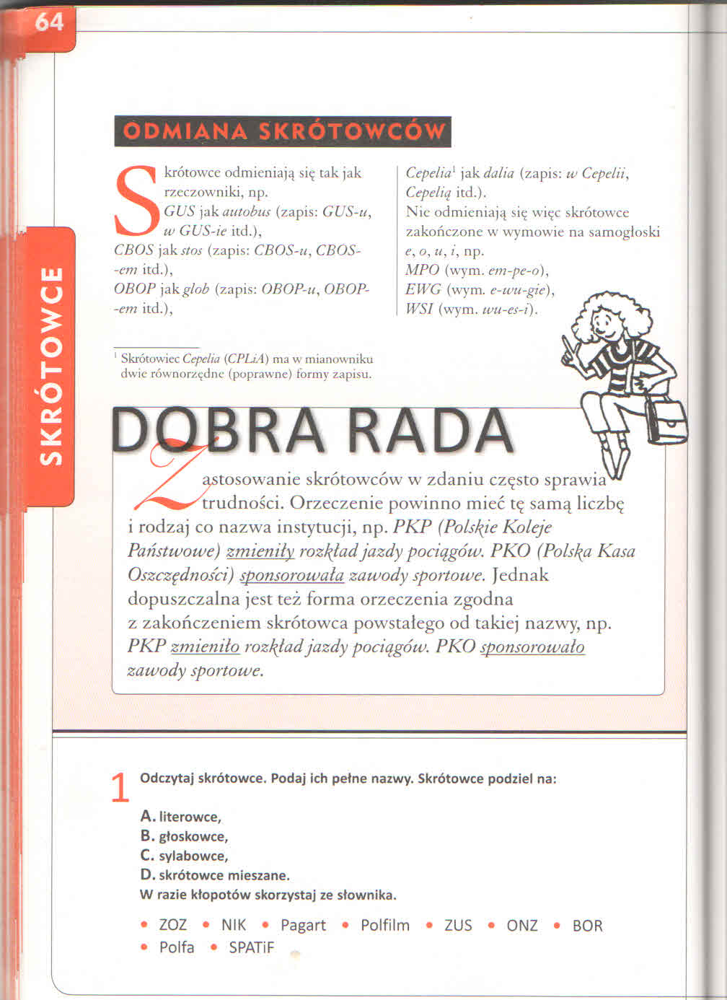 64
SKRÓTOWCE
ODMIANA SKRÓTOWCÓW
Skrótowce odmieniają się tak jak
rzeczowniki, np.
GUS jak autobus (zapis: GUS-u,
w GUS-ie itd.),
CBOS jak stos (zapis: CBOS-u, CBOS-
-em itd.),
OBOP jak glob (zapis: OBOP-u, OBOP-
-em itd.),
Cepelia¹ jak dalia (zapis: w Cepelii,
Cepelią itd.).
Nie odmieniają się więc skrótowce
zakończone w wymowie na samogłoski
e, o, u, i, np.
MPO (wym. em-pe-o),
EWG (wym. e-wu-gie),
WSI (wym. wu-es-i).
¹ Skrótowiec Cepelia (CPLiA) ma w mianowniku
dwie równorzędne (poprawne) formy zapisu.
DOBRA RADA
Zastosowanie skrótowców w zdaniu często sprawia
trudności. Orzeczenie powinno mieć tę samą liczbę
i rodzaj co nazwa instytucji, np. PKP (Polskie Koleje
Państwowe) zmieniły rozkład jazdy pociągów. PKO (Polska Kasa
Oszczędności) sponsorowała zawody sportowe. Jednak
dopuszczalna jest też forma orzeczenia zgodna
z zakończeniem skrótowca powstałego od takiej nazwy, np.
PKP zmieniło rozkład jazdy pociągów. PKO sponsorowało
zawody sportowe.
1 Odczytaj skrótowce. Podaj ich pełne nazwy. Skrótowce podziel na:
A. literowce,
B. głoskowce,
C. sylabowce,
D. skrótowce mieszane.
W razie kłopotów skorzystaj ze słownika.
• ZOZ • NIK • Pagart • Polfilm • ZUS • ONZ • BOR
• Polfa • SPATiF